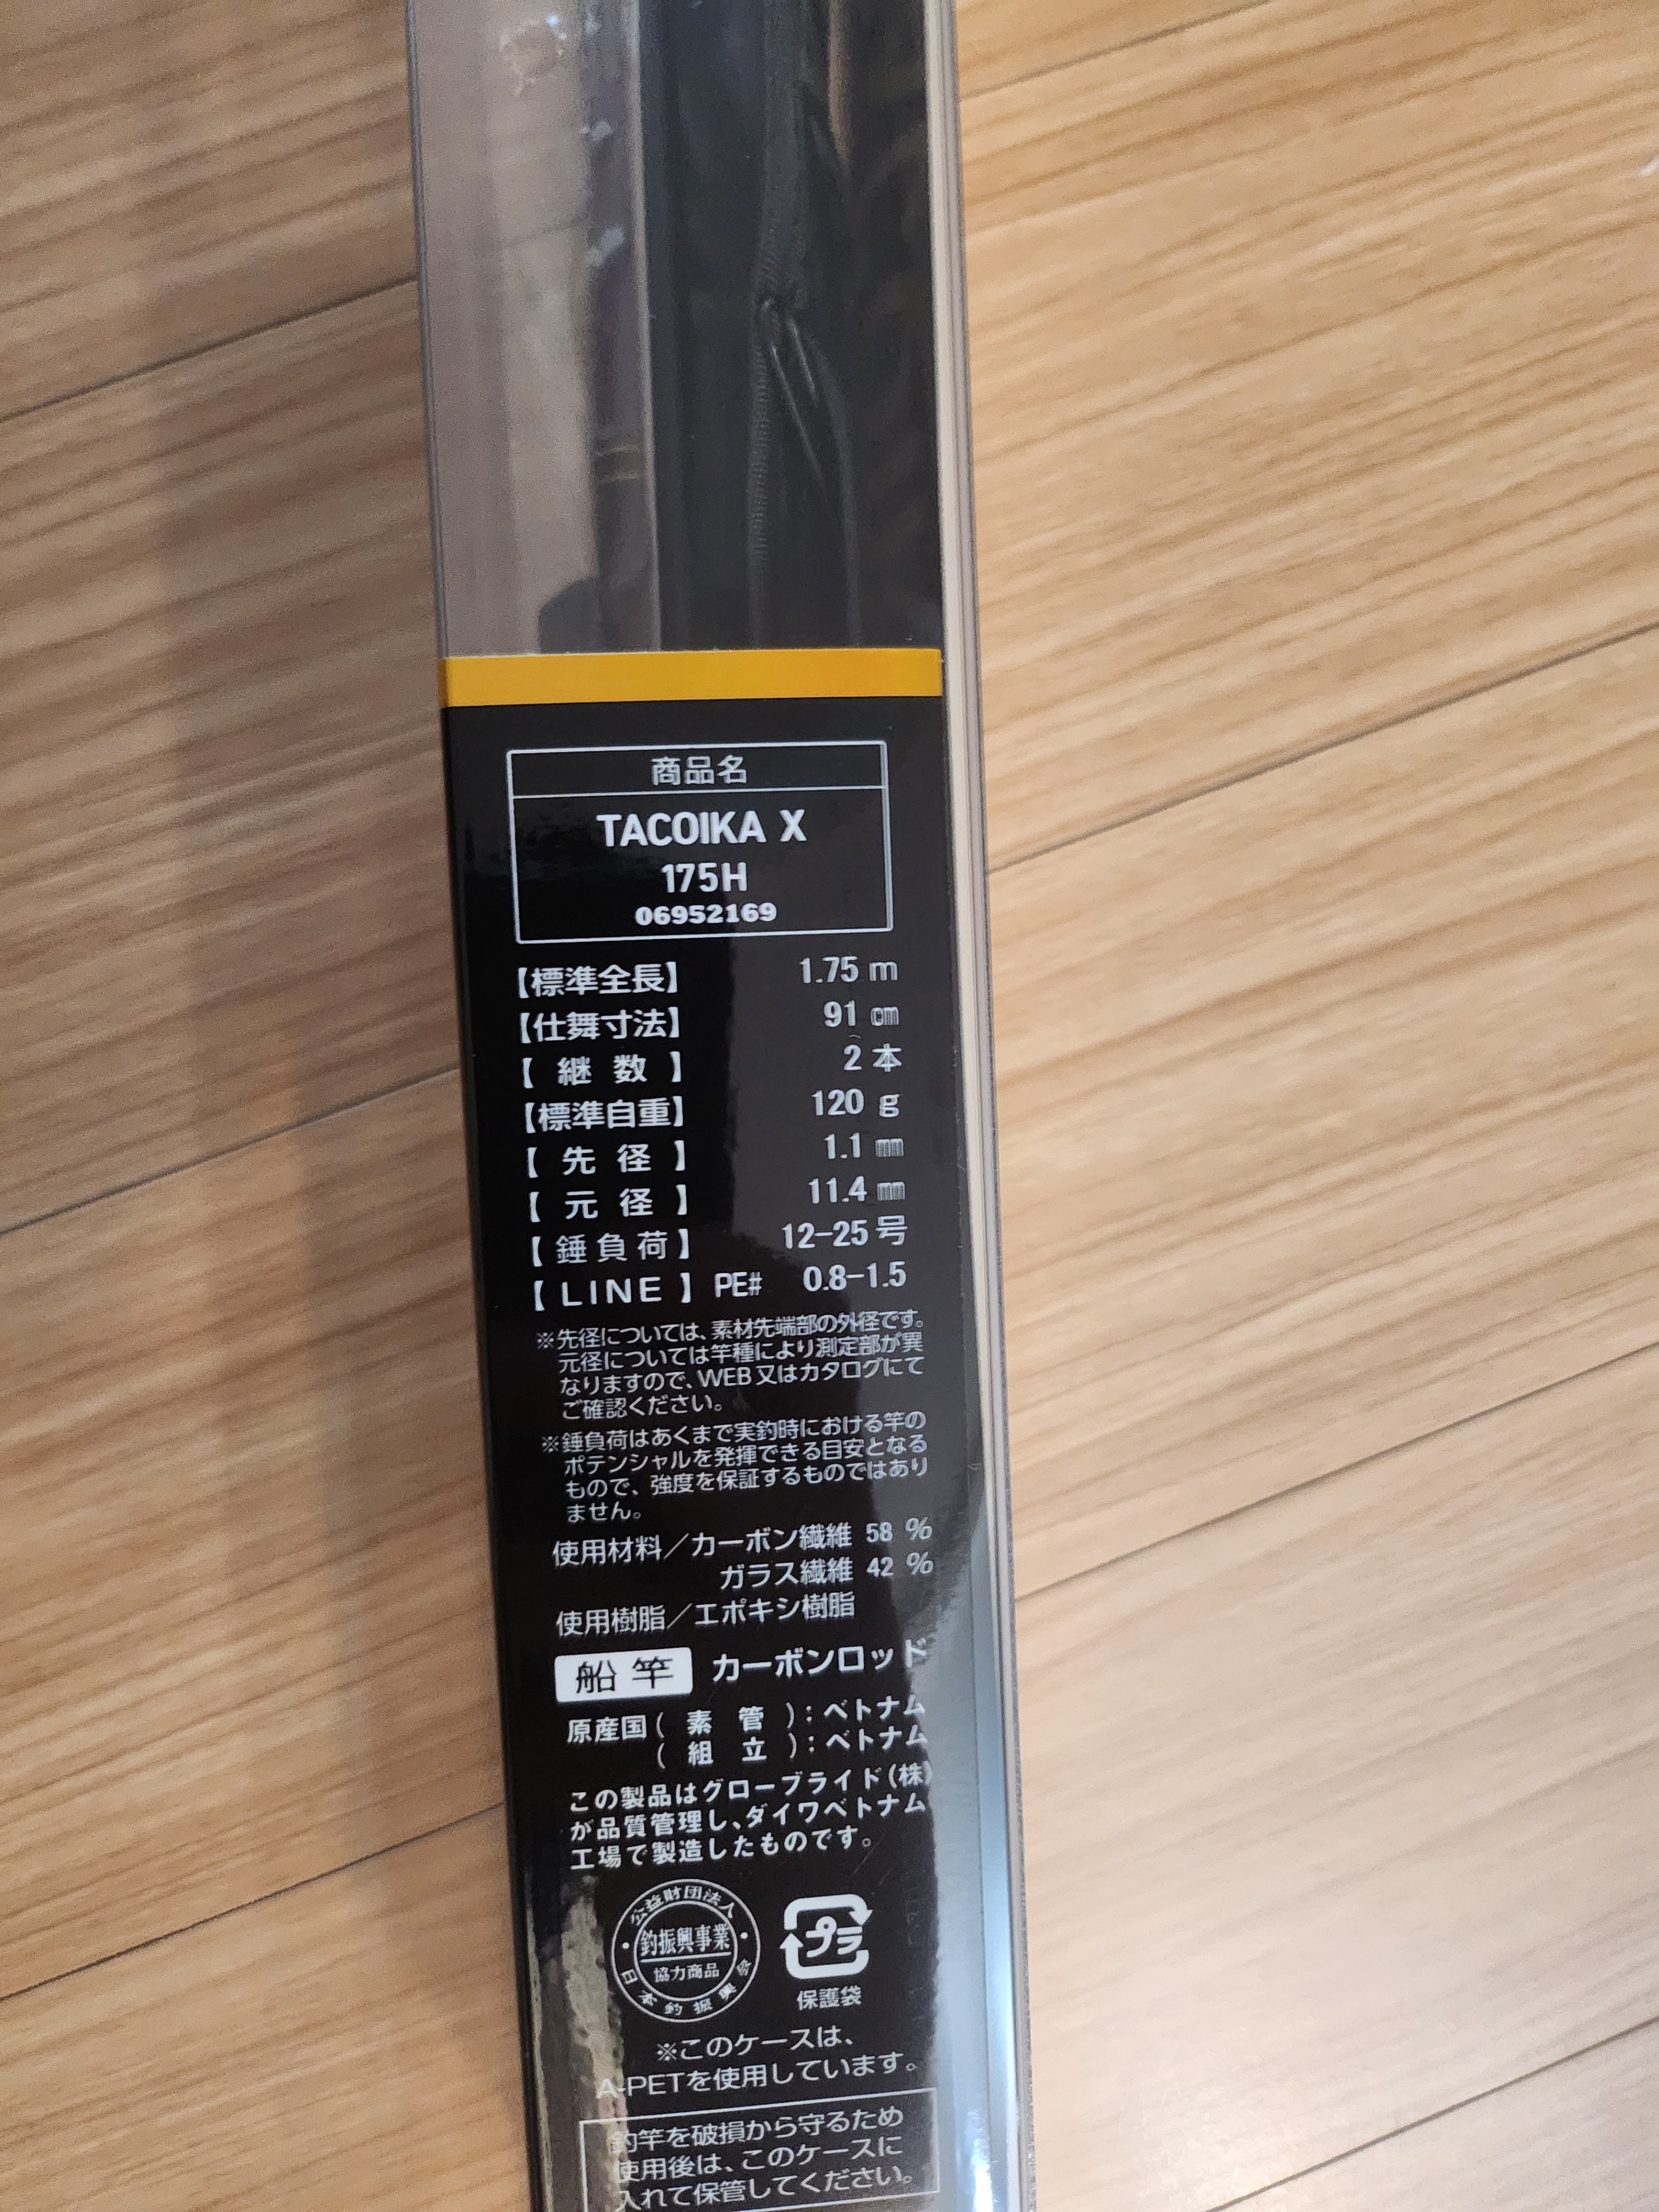 商品名
TACOIKA X
175H
06952169
【標準全長】 1.75 m
【仕舞寸法】 91 ㎝
【継数】 2 本
【標準自重】 120 g
【先径】 1.1 ㎜
【元径】 11.4 ㎜
【錘負荷】 12-25 号
【LINE】 PE# 0.8-1.5
※先径については、素材先端部の外径です。
元径については竿種により測定部が異
なりますので、WEB又はカタログにて
ご確認ください。
※錘負荷はあくまで実釣時における竿の
ポテンシャルを発揮できる目安となる
もので、強度を保証するものではあり
ません。
使用材料／カーボン繊維 58 %
ガラス繊維 42 %
使用樹脂／エポキシ樹脂
船竿 カーボンロッド
原産国(素管):ベトナム
(組立):ベトナム
この製品はグローブライド(株)
が品質管理し、ダイワベトナム
工場で製造したものです。
公益財団法人
釣振興事業
協力商品
日本釣振興会
プラ
保護袋
※このケースは、
A-PETを使用しています。
釣竿を破損から守るため
使用後は、このケースに
入れて保管してください。